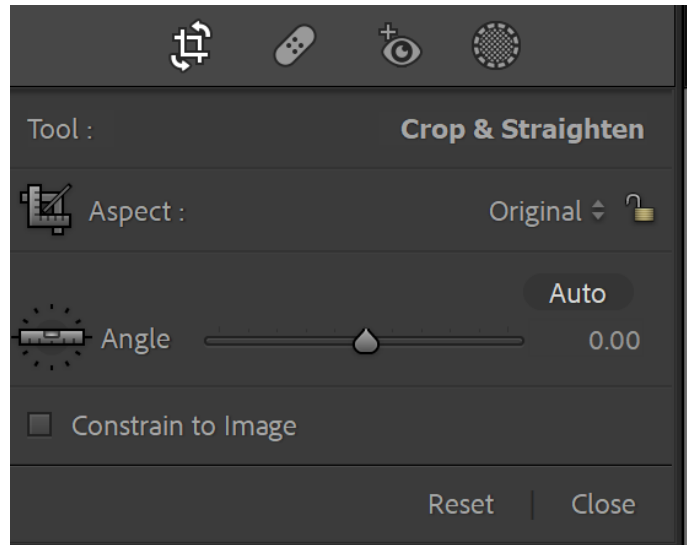 Tool : Crop & Straighten
Aspect : Original
Auto
Angle 0.00
Constrain to Image
Reset Close